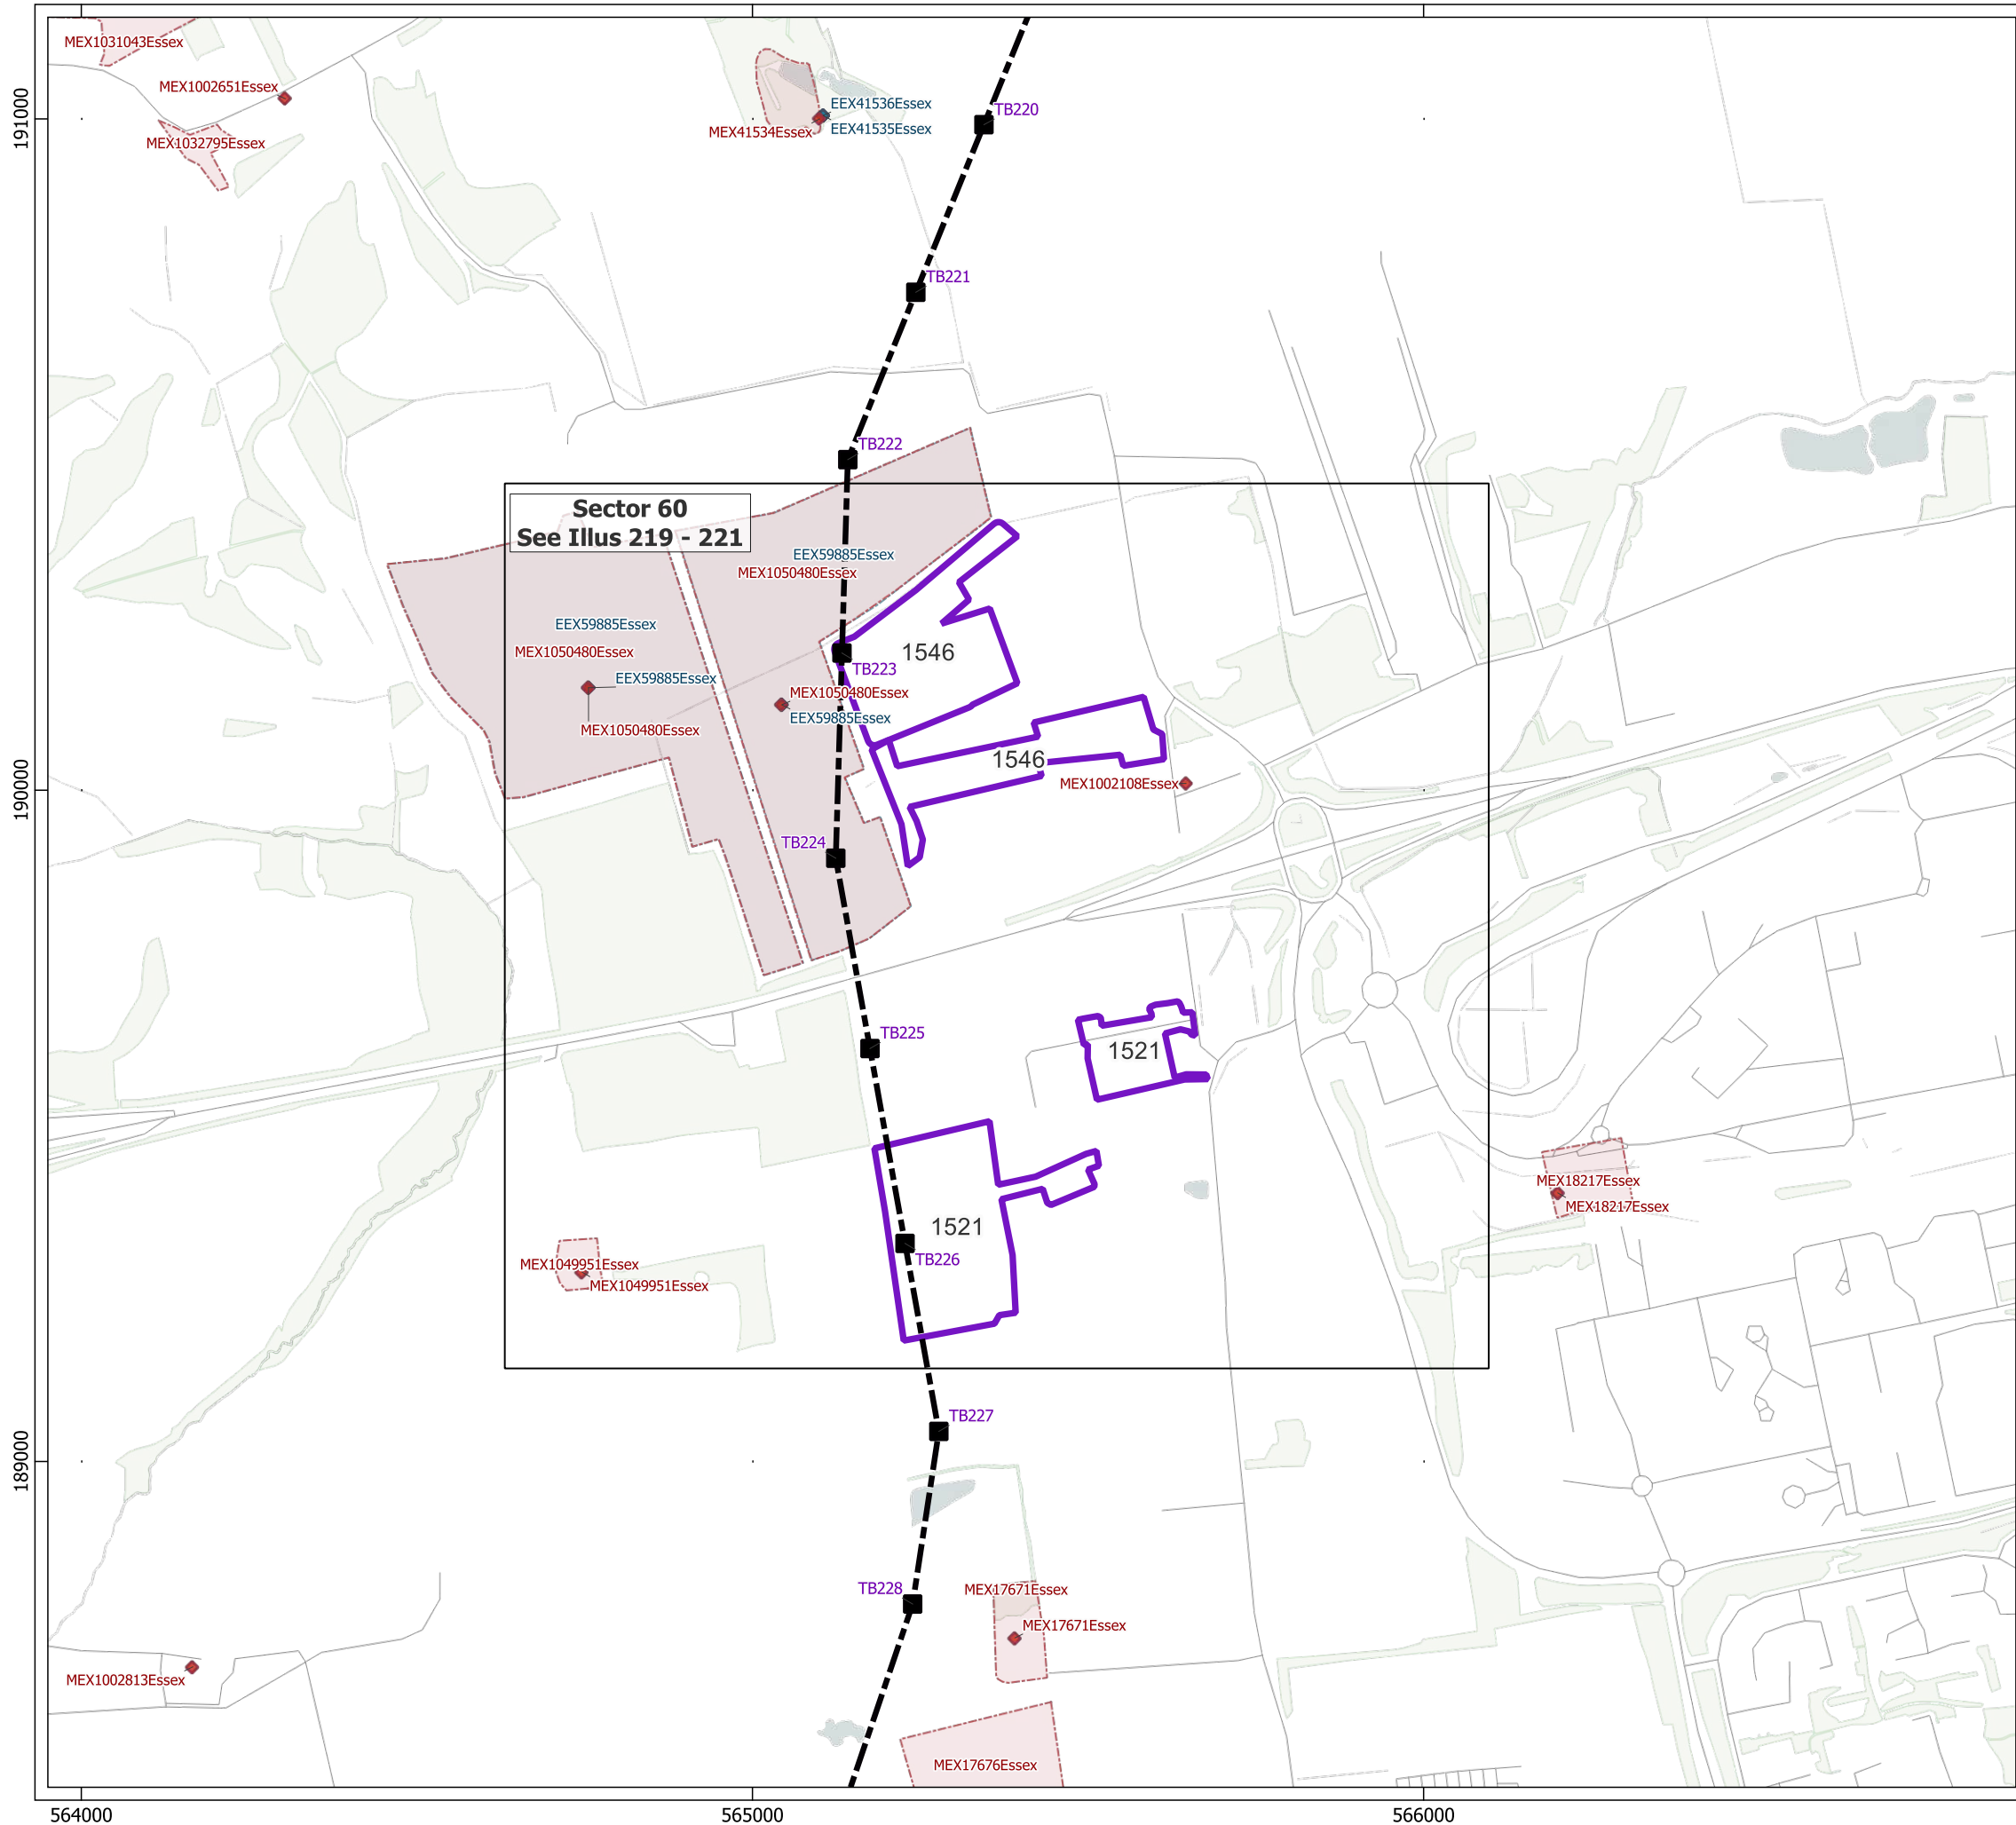 MEX1031043Essex
MEX1002651Essex
MEX1032795Essex
EEX41536Essex
MEX41534Essex
EEX41535Essex
TB220
191000
TB221
TB222
Sector 60
See Illus 219 - 221
EEX59885Essex
MEX1050480Essex
EEX59885Essex
MEX1050480Essex
1546
TB223
EEX59885Essex
MEX1050480Essex
EEX59885Essex
MEX1050480Essex
1546
MEX1002108Essex
190000
TB224
TB225
1521
MEX18217Essex
MEX18217Essex
1521
TB226
MEX1049951Essex
MEX1049951Essex
TB227
189000
TB228
MEX17671Essex
MEX17671Essex
MEX1002813Essex
MEX17676Essex
564000
565000
566000